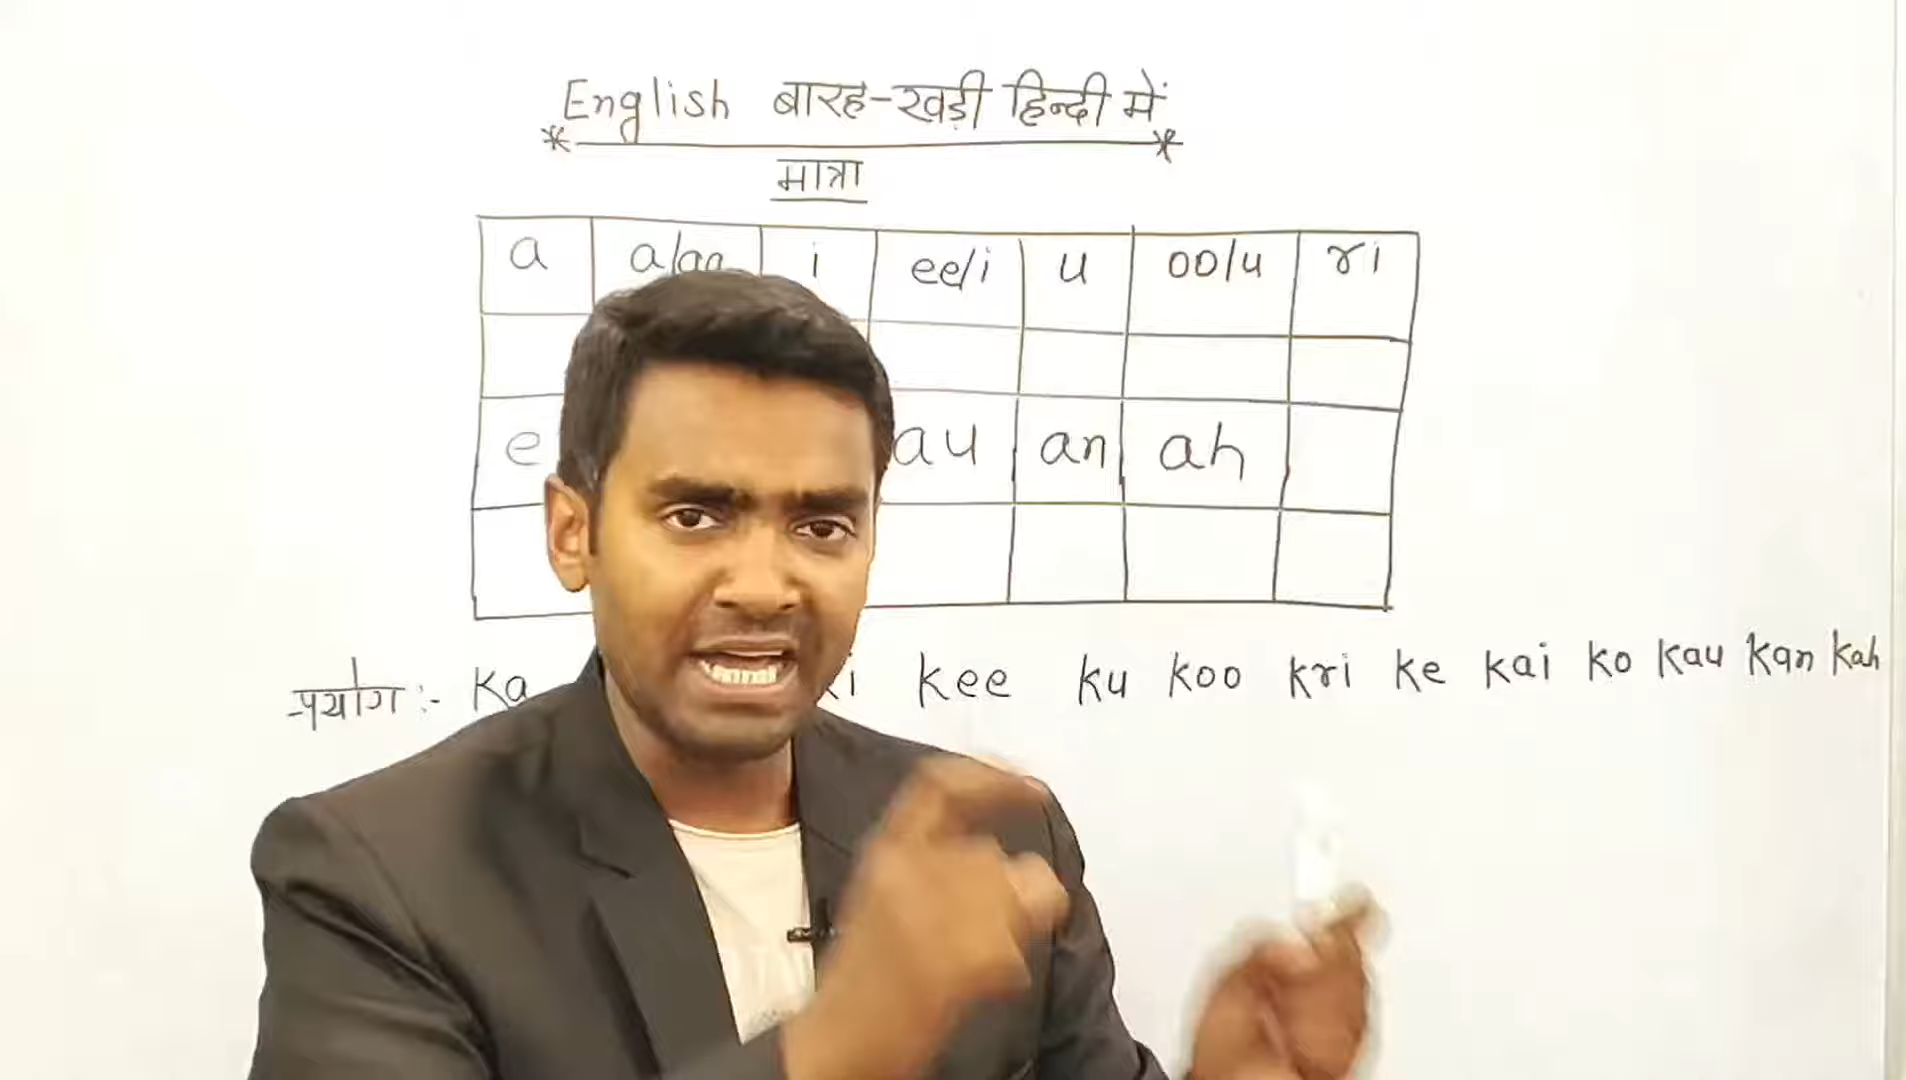 English बारह-खड़ी हिन्दी में
मात्रा
a a/aa i ee/i u oo/u ri
e au an ah
प्रयोग :- Ka ki kee ku koo kri ke kai ko kau kan kah